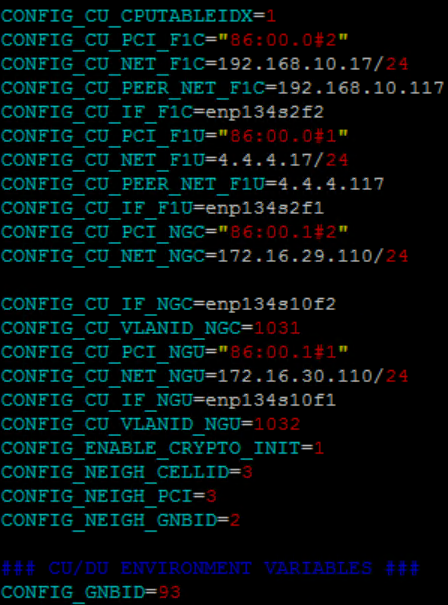 CONFIG_CU_CPUTABLEIDX=1
CONFIG_CU_PCI_F1C="86:00.0#2"
CONFIG_CU_NET_F1C=192.168.10.17/24
CONFIG_CU_PEER_NET_F1C=192.168.10.117
CONFIG_CU_IF_F1C=enp134s2f2
CONFIG_CU_PCI_F1U="86:00.0#1"
CONFIG_CU_NET_F1U=4.4.4.17/24
CONFIG_CU_PEER_NET_F1U=4.4.4.117
CONFIG_CU_IF_F1U=enp134s2f1
CONFIG_CU_PCI_NGC="86:00.1#2"
CONFIG_CU_NET_NGC=172.16.29.110/24
CONFIG_CU_IF_NGC=enp134s10f2
CONFIG_CU_VLANID_NGC=1031
CONFIG_CU_PCI_NGU="86:00.1#1"
CONFIG_CU_NET_NGU=172.16.30.110/24
CONFIG_CU_IF_NGU=enp134s10f1
CONFIG_CU_VLANID_NGU=1032
CONFIG_ENABLE_CRYPTO_INIT=1
CONFIG_NEIGH_CELLID=3
CONFIG_NEIGH_PCI=3
CONFIG_NEIGH_GNBID=2
### CU/DU ENVIRONMENT VARIABLES ###
CONFIG_GNBID=93